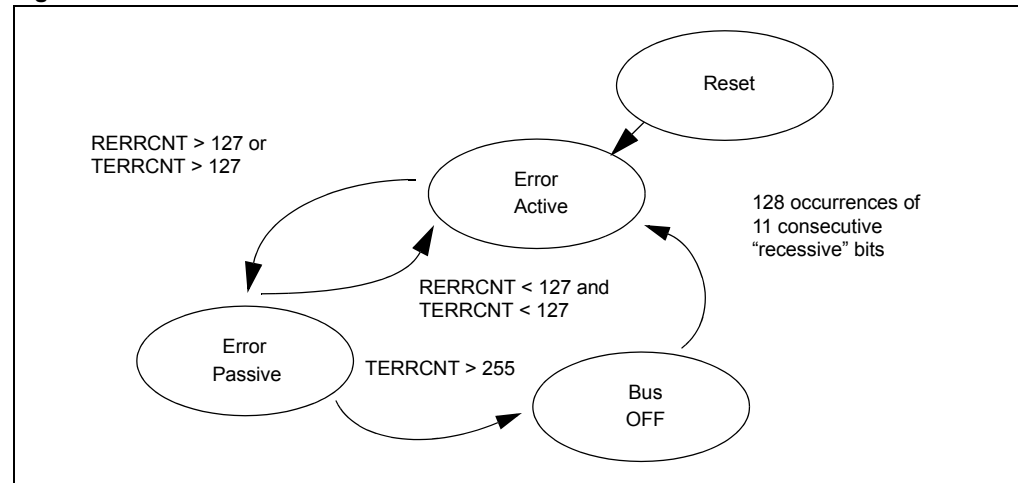 Reset
RERRCNT > 127 or
TERRCNT > 127
Error
Active
128 occurrences of
11 consecutive
“recessive” bits
RERRCNT < 127 and
TERRCNT < 127
Error
Passive
TERRCNT > 255
Bus
OFF